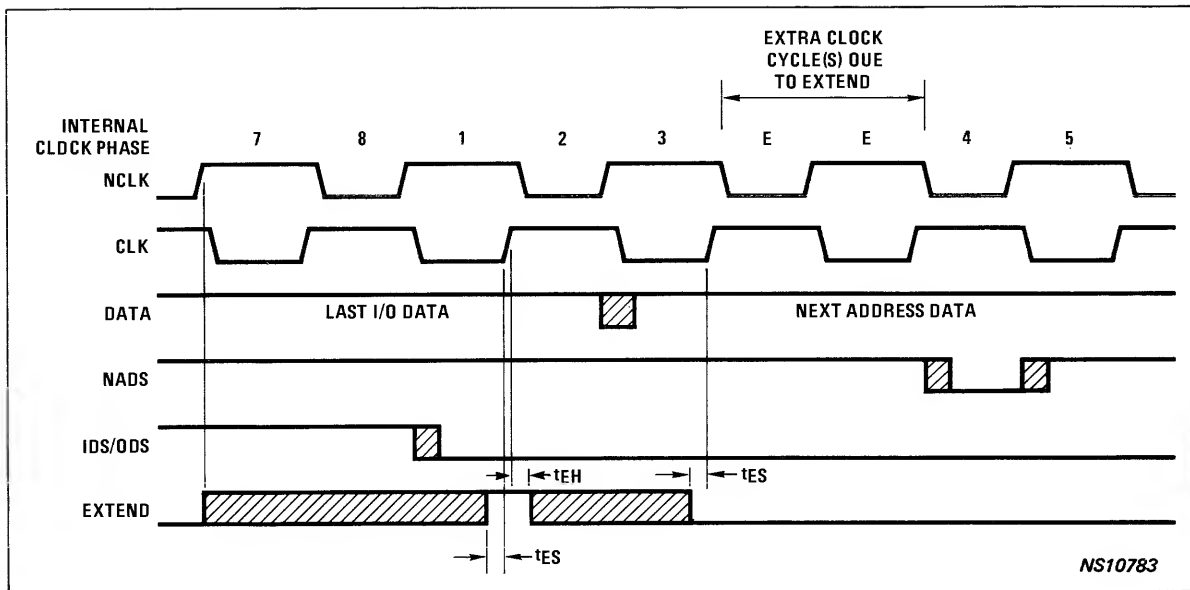 EXTRA CLOCK
CYCLE(S) OUE
TO EXTEND
INTERNAL
CLDCK PHASE
7 8 1 2 3 E E 4 5
NCLK
CLK
DATA
LAST I/O DATA
NEXT ADDRESS DATA
NADS
IDS/ODS
tEH
tES
EXTEND
tES
NS10783